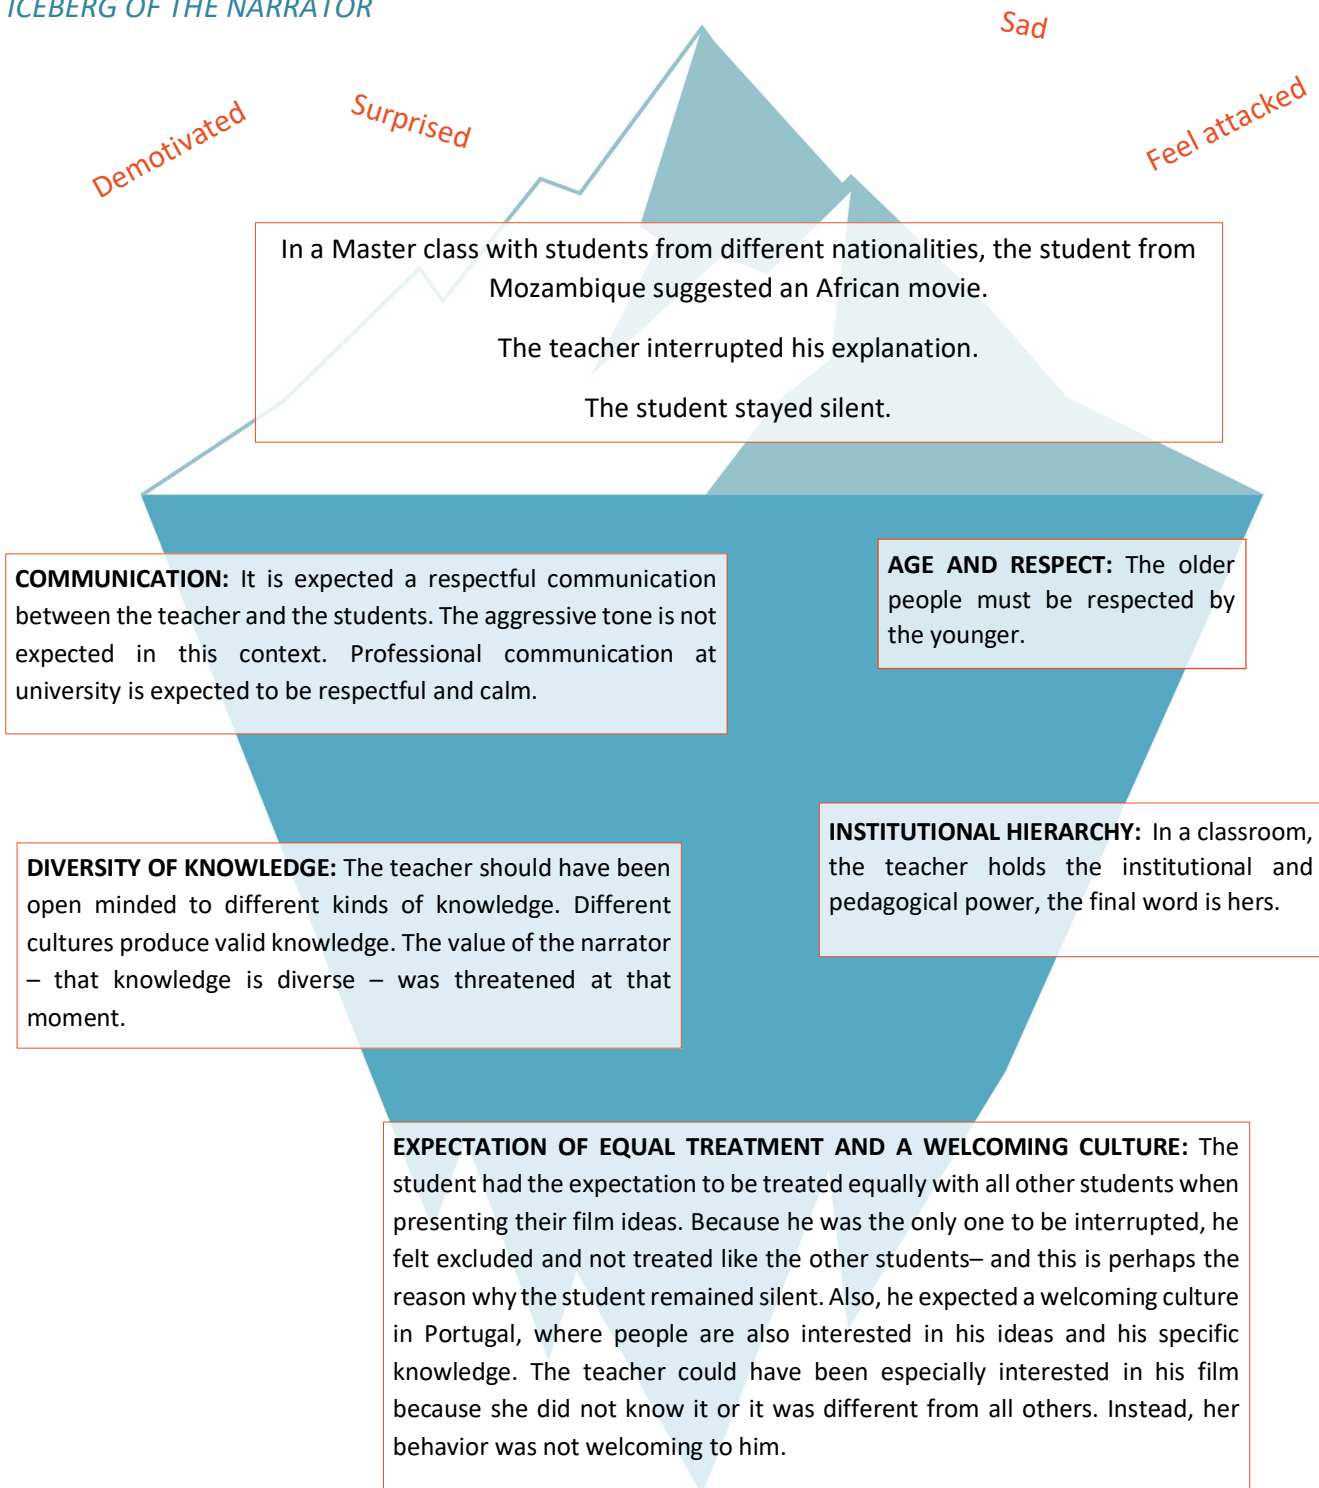 ICEBERG OF THE NARRATOR
Sad
Demotivated
Surprised
Feel attacked
In a Master class with students from different nationalities, the student from
Mozambique suggested an African movie.
The teacher interrupted his explanation.
The student stayed silent.
COMMUNICATION: It is expected a respectful communication
between the teacher and the students. The aggressive tone is not
expected in this context. Professional communication at
university is expected to be respectful and calm.
AGE AND RESPECT: The older
people must be respected by
the younger.
INSTITUTIONAL HIERARCHY: In a classroom,
the teacher holds the institutional and
pedagogical power, the final word is hers.
DIVERSITY OF KNOWLEDGE: The teacher should have been
open minded to different kinds of knowledge. Different
cultures produce valid knowledge. The value of the narrator
– that knowledge is diverse – was threatened at that
moment.
EXPECTATION OF EQUAL TREATMENT AND A WELCOMING CULTURE: The
student had the expectation to be treated equally with all other students when
presenting their film ideas. Because he was the only one to be interrupted, he
felt excluded and not treated like the other students– and this is perhaps the
reason why the student remained silent. Also, he expected a welcoming culture
in Portugal, where people are also interested in his ideas and his specific
knowledge. The teacher could have been especially interested in his film
because she did not know it or it was different from all others. Instead, her
behavior was not welcoming to him.